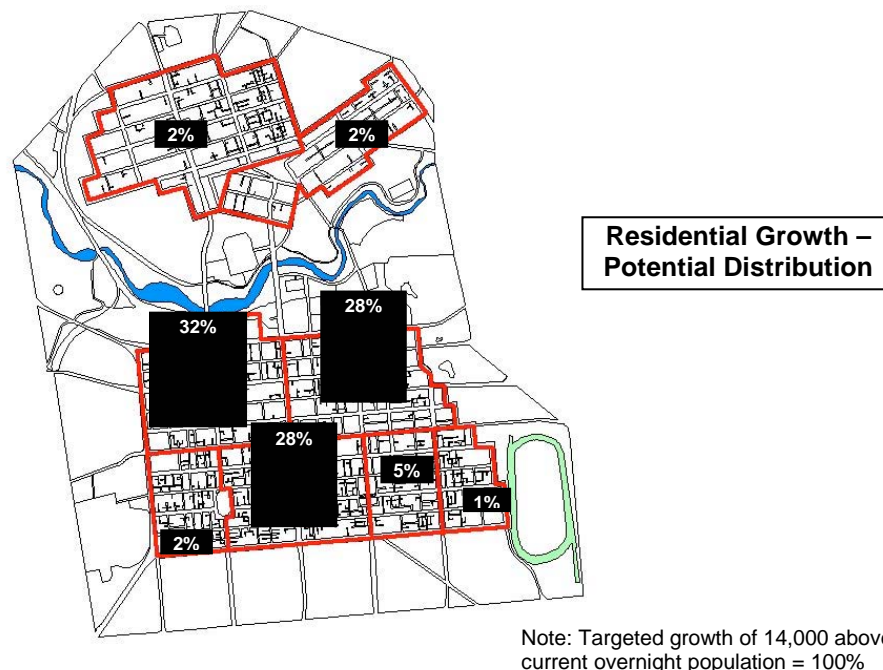 2%
2%
Residential Growth –
Potential Distribution
28%
32%
28%
5%
1%
2%
Note: Targeted growth of 14,000 above
current overnight population = 100%